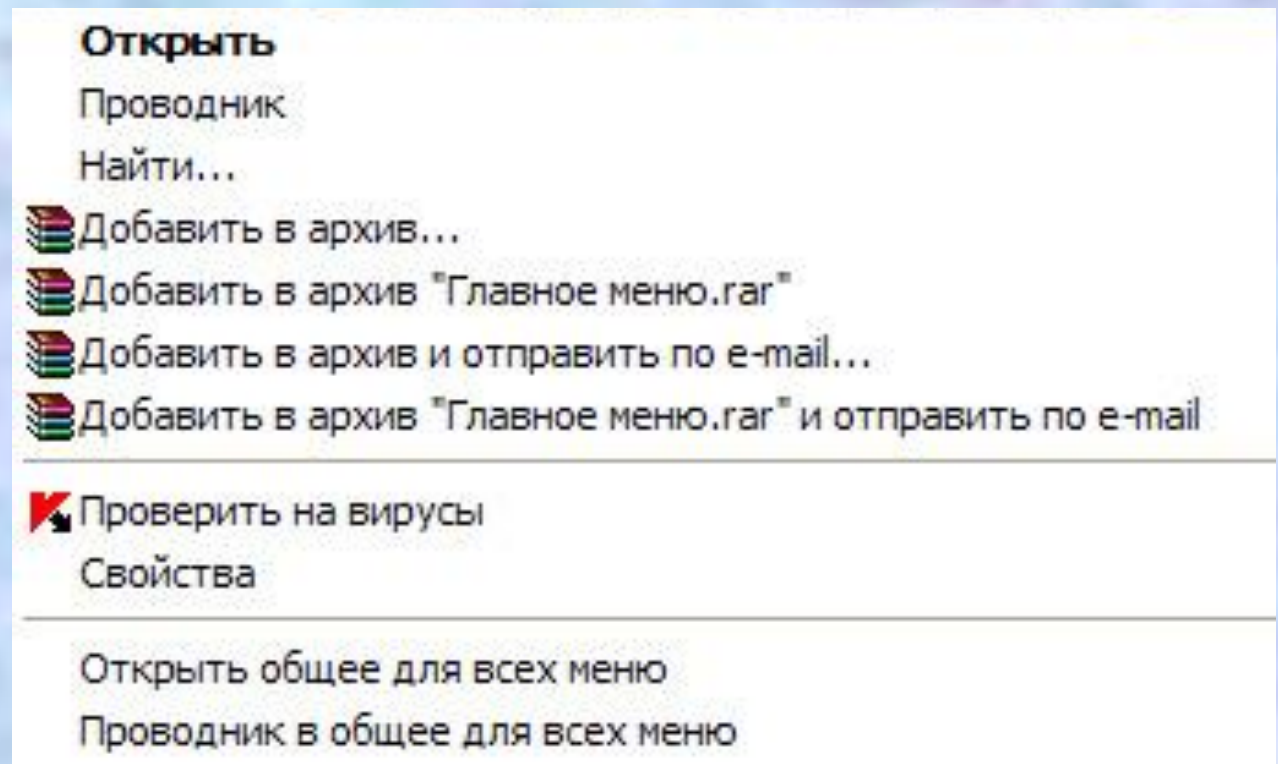 Открыть
Проводник
Найти...
Добавить в архив...
Добавить в архив "Главное меню.rar"
Добавить в архив и отправить по e-mail...
Добавить в архив "Главное меню.rar" и отправить по e-mail
Проверить на вирусы
Свойства
Открыть общее для всех меню
Проводник в общее для всех меню